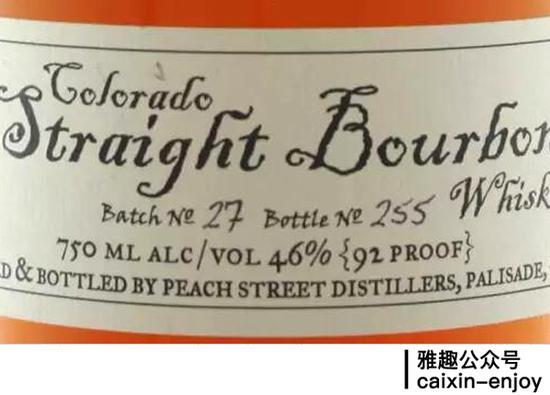 Colorado
Straight Bourbon
Whisk
Batch № 27 Bottle № 255
750 ML ALC/VOL 46% {92 PROOF}
D & BOTTLED BY PEACH STREET DISTILLERS, PALISADE,
雅趣公众号
caixin-enjoy